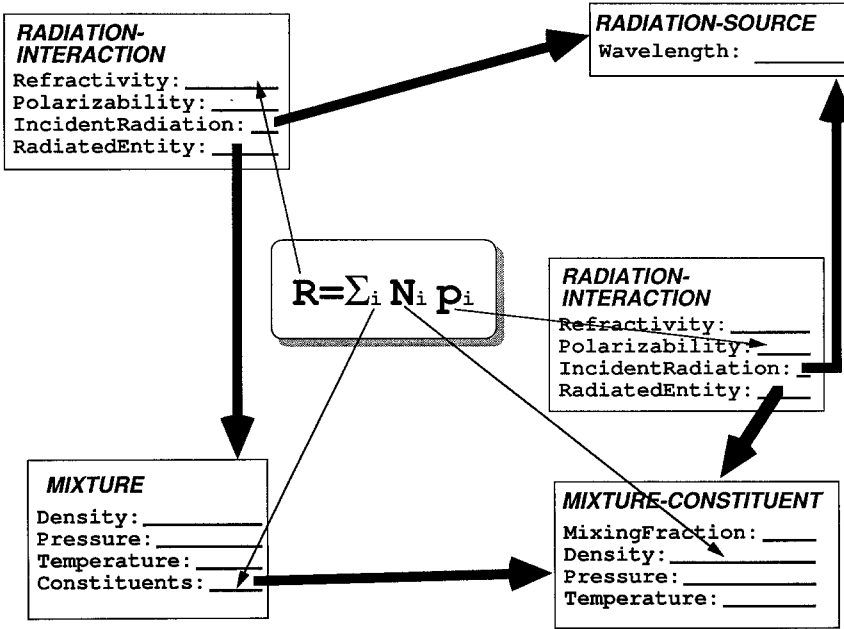 RADIATION-
INTERACTION
Refractivity:
Polarizability:
IncidentRadiation:
RadiatedEntity:
RADIATION-SOURCE
Wavelength:
R=Σi Ni pi
RADIATION-
INTERACTION
Refractivity:
Polarizability:
IncidentRadiation:
RadiatedEntity:
MIXTURE
Density:
Pressure:
Temperature:
Constituents:
MIXTURE-CONSTITUENT
MixingFraction:
Density:
Pressure:
Temperature: